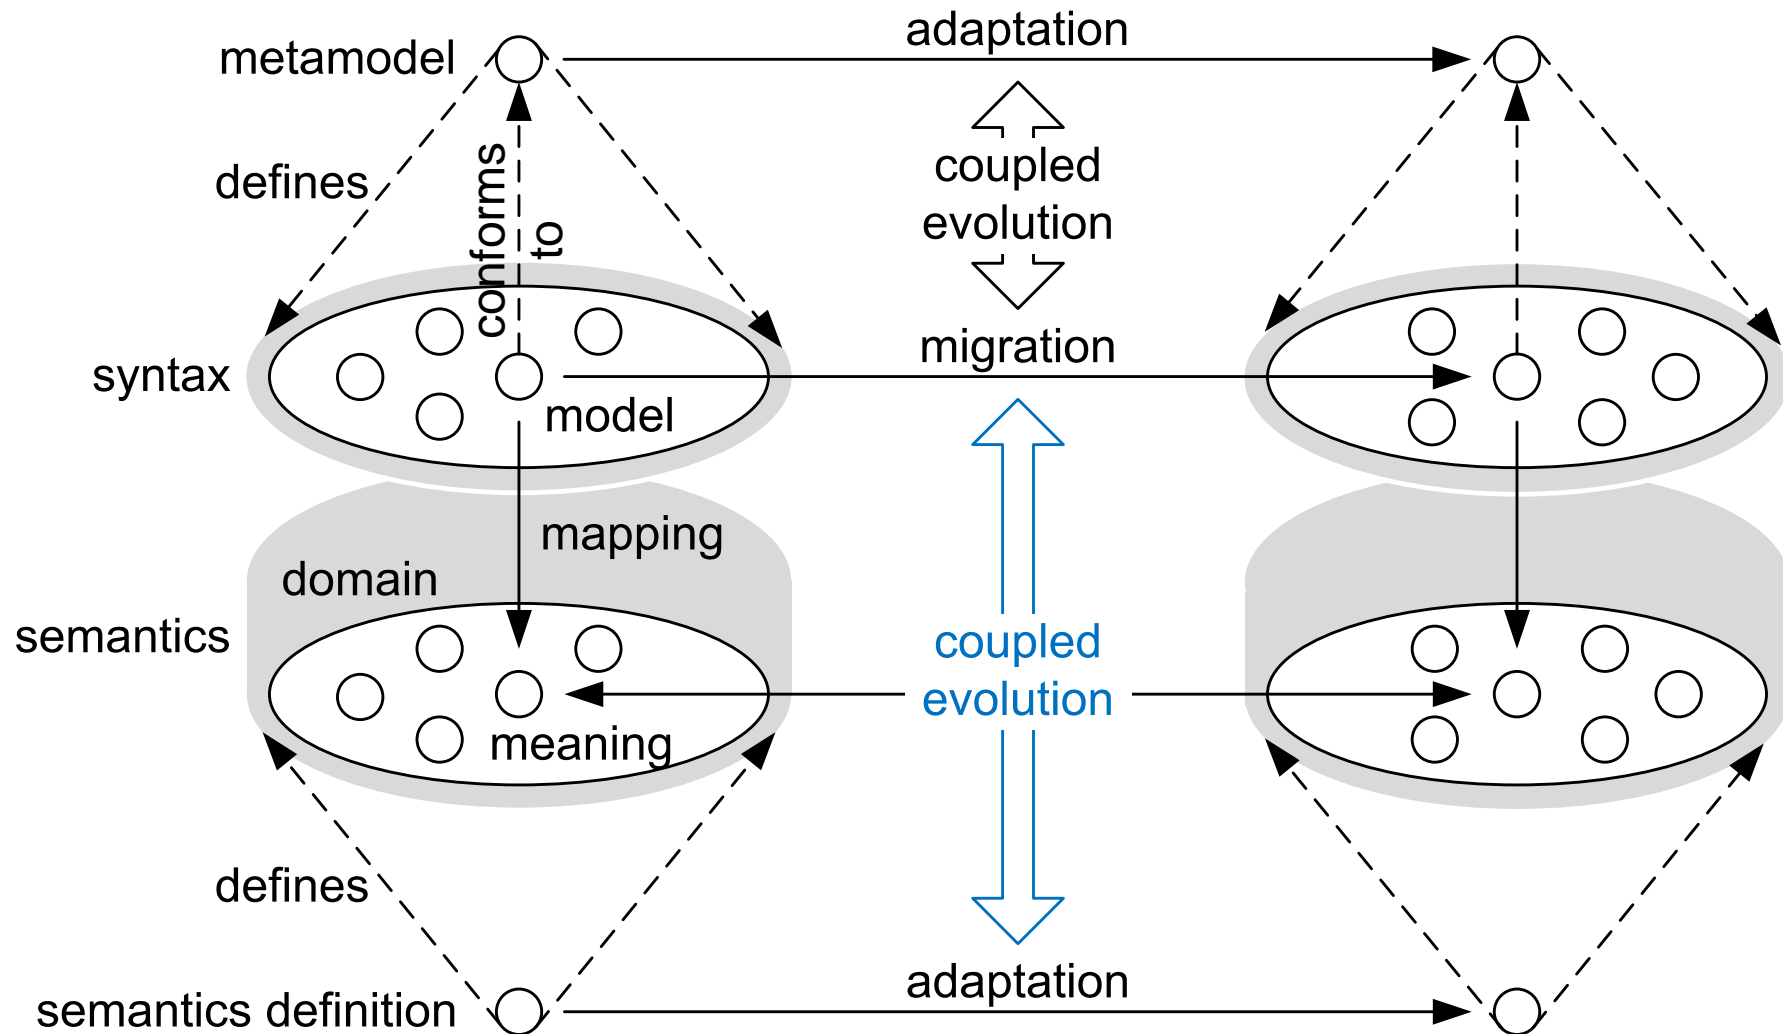 adaptation
metamodel
coupled
evolution
defines
conforms
to
migration
syntax
model
mapping
domain
semantics
coupled
evolution
meaning
defines
adaptation
semantics definition